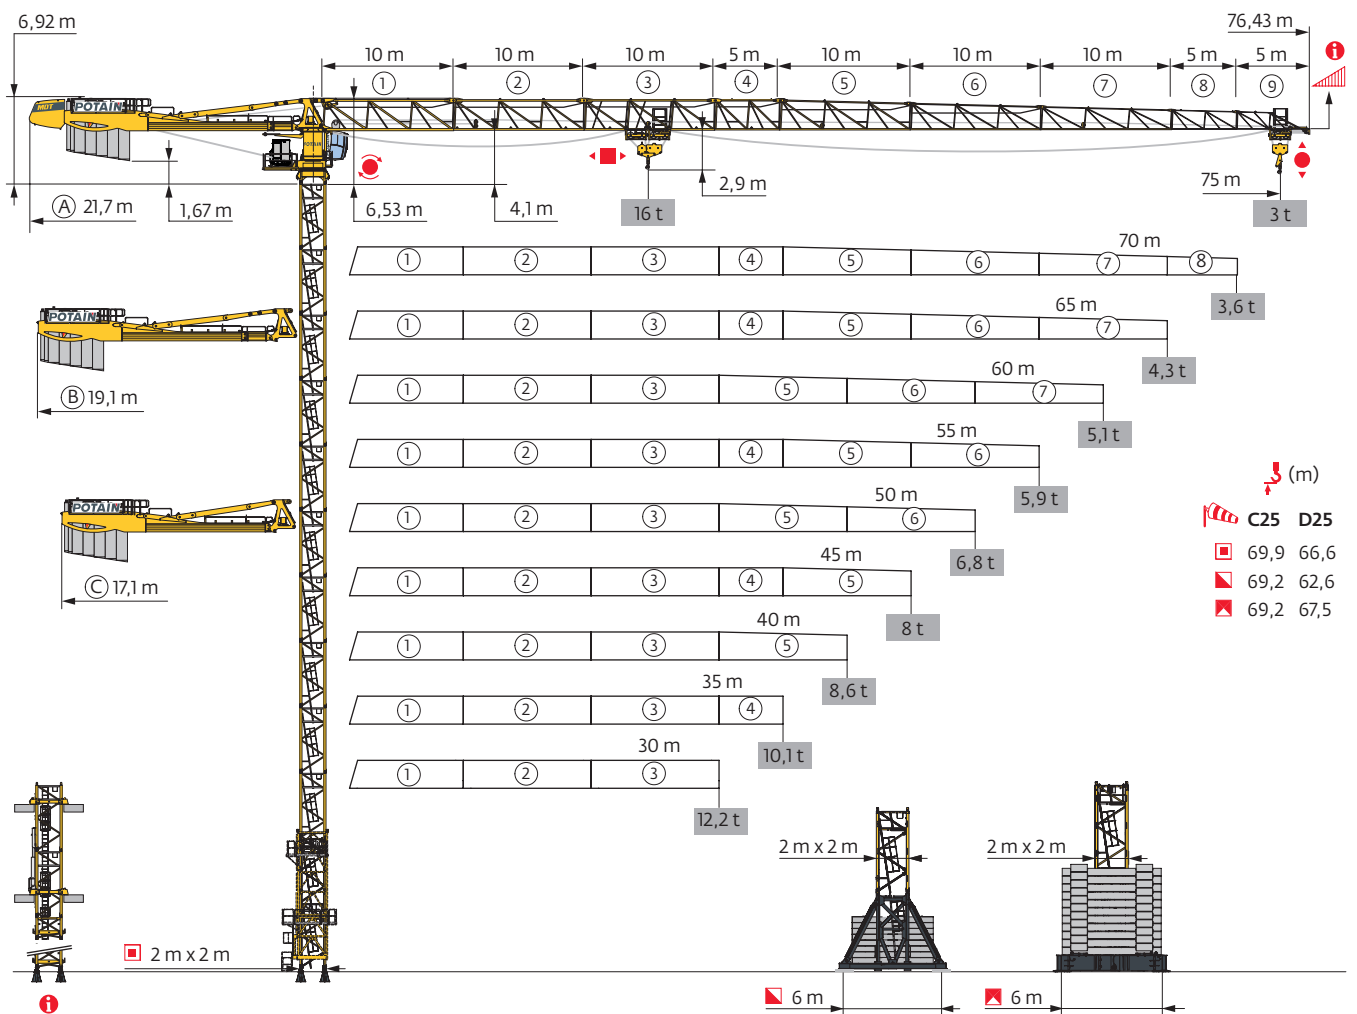 6,92 m
76,43 m
10 m 10 m 10 m 5 m 10 m 10 m 10 m 5 m 5 m
1 2 3 4 5 6 7 8 9
i
MDT POTAIN
POTAIN
2,9 m
75 m
A 21,7 m
1,67 m
6,53 m
4,1 m
16 t
3 t
70 m
1 2 3 4 5 6 7 8
3,6 t
65 m
POTAIN
1 2 3 4 5 6 7
4,3 t
60 m
B 19,1 m
1 2 3 5 6 7
5,1 t
55 m
1 2 3 4 5 6
5,9 t
(m)
C25 D25
69,9 66,6
69,2 62,6
69,2 67,5
50 m
POTAIN
1 2 3 5 6
6,8 t
45 m
C 17,1 m
1 2 3 4 5
8 t
40 m
1 2 3 5
8,6 t
35 m
1 2 3 4
10,1 t
30 m
1 2 3
12,2 t
2 m x 2 m
2 m x 2 m
2 m x 2 m
i
6 m
6 m